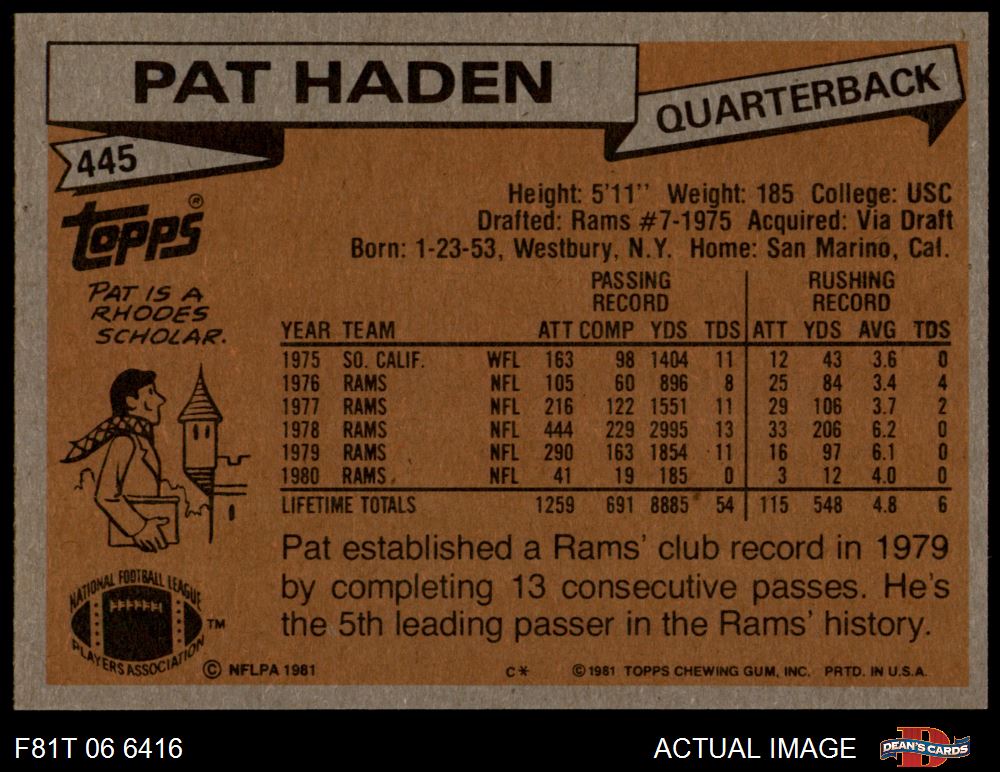 PAT HADEN
QUARTERBACK
445
Topps®
Height: 5'11'' Weight: 185 College: USC
Drafted: Rams #7-1975 Acquired: Via Draft
Born: 1-23-53, Westbury, N.Y. Home: San Marino, Cal.
PAT IS A
RHODES
SCHOLAR.
PASSING RECORD RUSHING RECORD
YEAR TEAM ATT COMP YDS TDS ATT YDS AVG TDS
1975 SO. CALIF. WFL 163 98 1404 11 12 43 3.6 0
1976 RAMS NFL 105 60 896 8 25 84 3.4 4
1977 RAMS NFL 216 122 1551 11 29 106 3.7 2
1978 RAMS NFL 444 229 2995 13 33 206 6.2 0
1979 RAMS NFL 290 163 1854 11 16 97 6.1 0
1980 RAMS NFL 41 19 185 0 3 12 4.0 0
LIFETIME TOTALS 1259 691 8885 54 115 548 4.8 6
Pat established a Rams' club record in 1979
by completing 13 consecutive passes. He's
the 5th leading passer in the Rams' history.
NATIONAL FOOTBALL LEAGUE
PLAYERS ASSOCIATION
TM
© NFLPA 1981
C* © 1981 TOPPS CHEWING GUM, INC. PRTD. IN U.S.A.
F81T 06 6416
ACTUAL IMAGE
D
DEAN'S CARDS